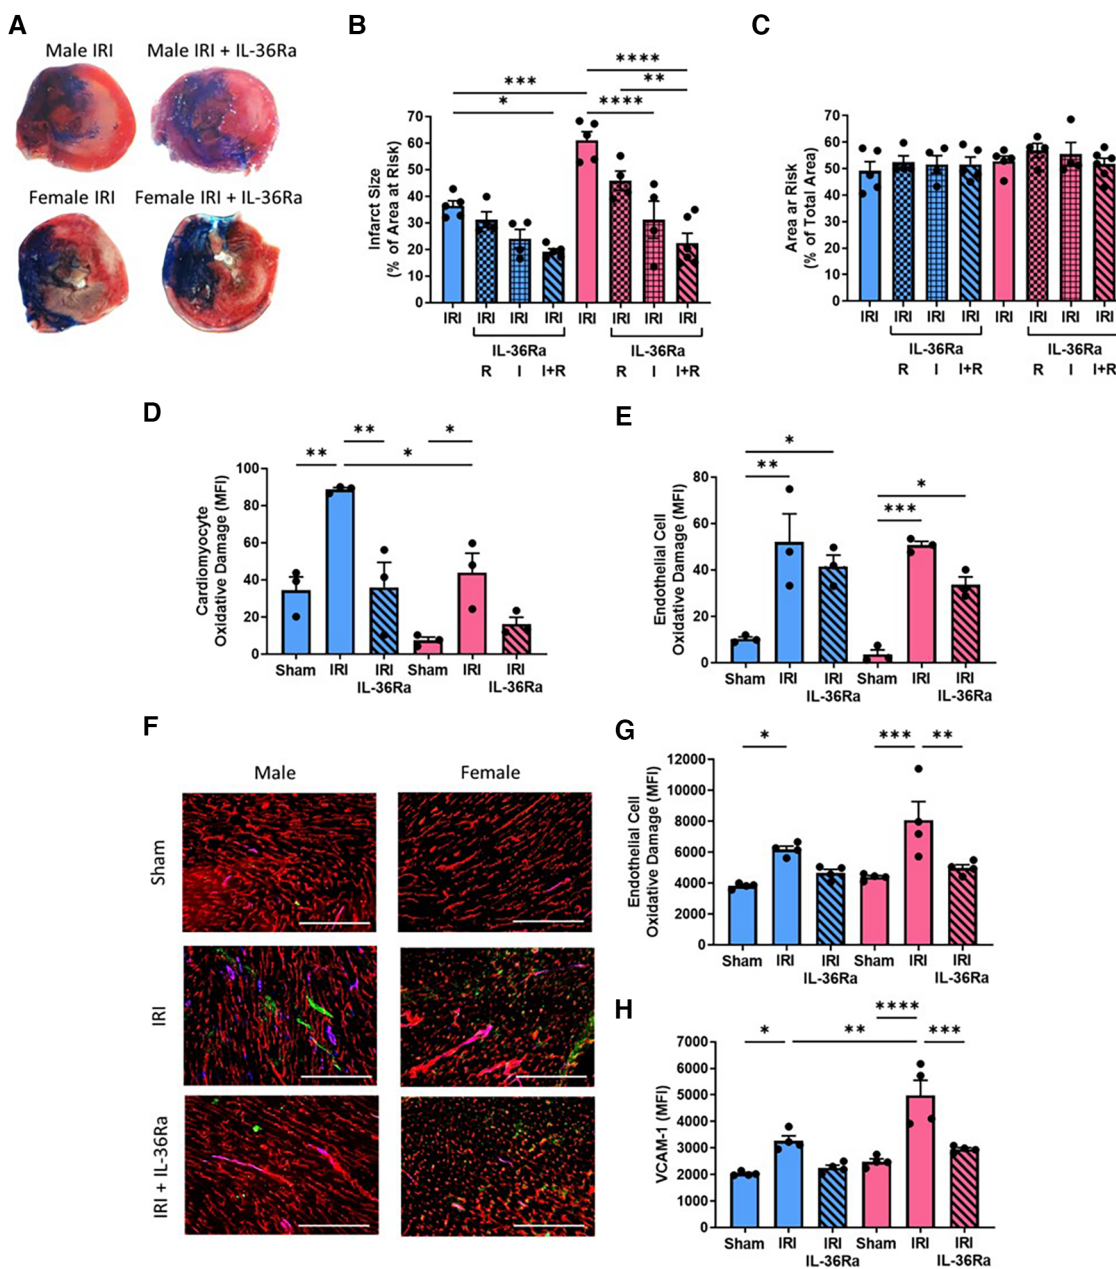 A
Male IRI
Male IRI + IL-36Ra
Female IRI
Female IRI + IL-36Ra
B
****
***
**
*
****
Infarct Size
(% of Area at Risk)
70
60
50
40
30
20
10
0
IRI IRI IRI IRI IRI IRI IRI IRI
IL-36Ra IL-36Ra
R I I+R R I I+R
C
Area ar Risk
(% of Total Area)
70
60
50
40
30
20
10
0
IRI IRI IRI IRI IRI IRI IRI IRI
IL-36Ra IL-36Ra
R I I+R R I I+R
D
** *
** *
Cardiomyocyte
Oxidative Damage (MFI)
100
80
60
40
20
0
Sham IRI IRI Sham IRI IRI
IL-36Ra IL-36Ra
E
*
**
*
***
Endothelial Cell
Oxidative Damage (MFI)
80
60
40
20
0
Sham IRI IRI Sham IRI IRI
IL-36Ra IL-36Ra
F
Male Female
Sham
IRI
IRI + IL-36Ra
G
* *** **
Endothelial Cell
Oxidative Damage (MFI)
12000
10000
8000
6000
4000
2000
0
Sham IRI IRI Sham IRI IRI
IL-36Ra IL-36Ra
H
****
* ** ***
VCAM-1 (MFI)
7000
6000
5000
4000
3000
2000
1000
0
Sham IRI IRI Sham IRI IRI
IL-36Ra IL-36Ra